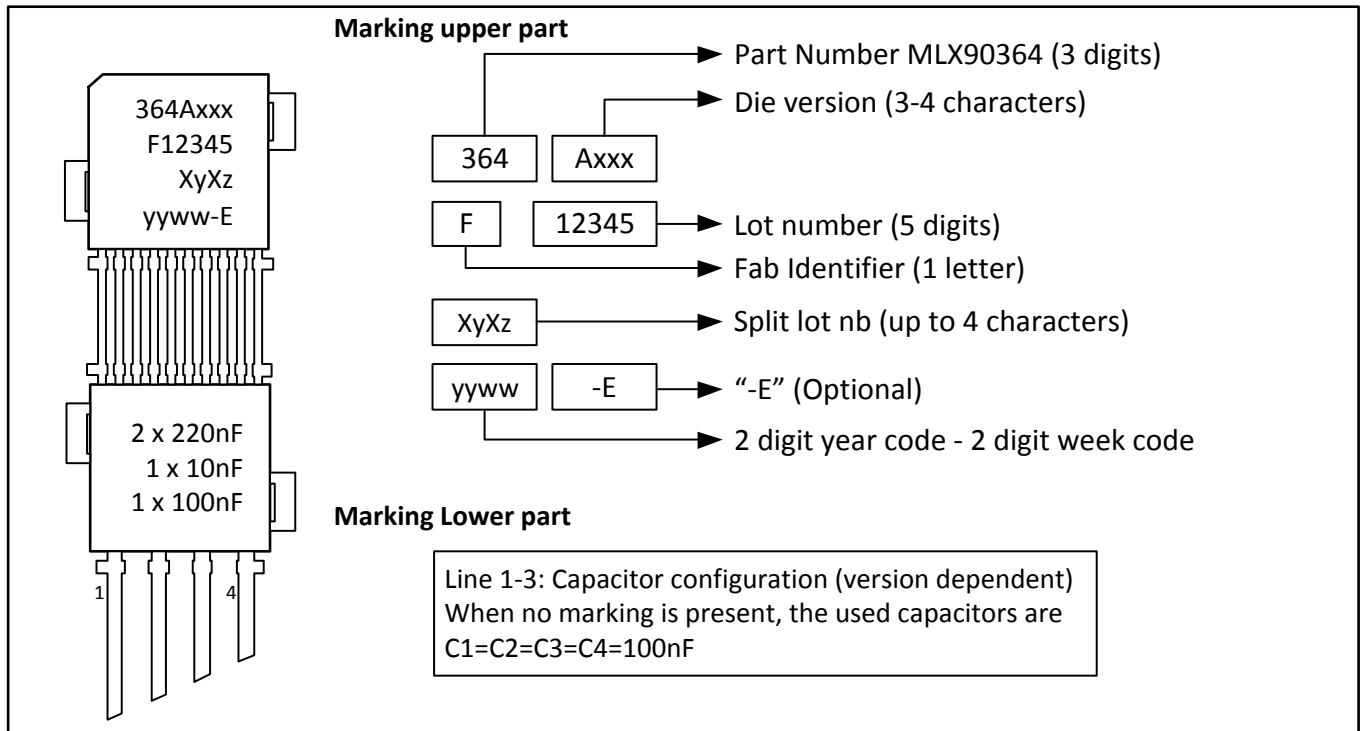 Marking upper part
364Axxx
F12345
XyXz
yyww-E
2 x 220nF
1 x 10nF
1 x 100nF
1 4
Part Number MLX90364 (3 digits)
Die version (3-4 characters)
364 Axxx
F 12345 Lot number (5 digits)
Fab Identifier (1 letter)
XyXz Split lot nb (up to 4 characters)
yyww -E “-E” (Optional)
2 digit year code - 2 digit week code
Marking Lower part
Line 1-3: Capacitor configuration (version dependent)
When no marking is present, the used capacitors are
C1=C2=C3=C4=100nF